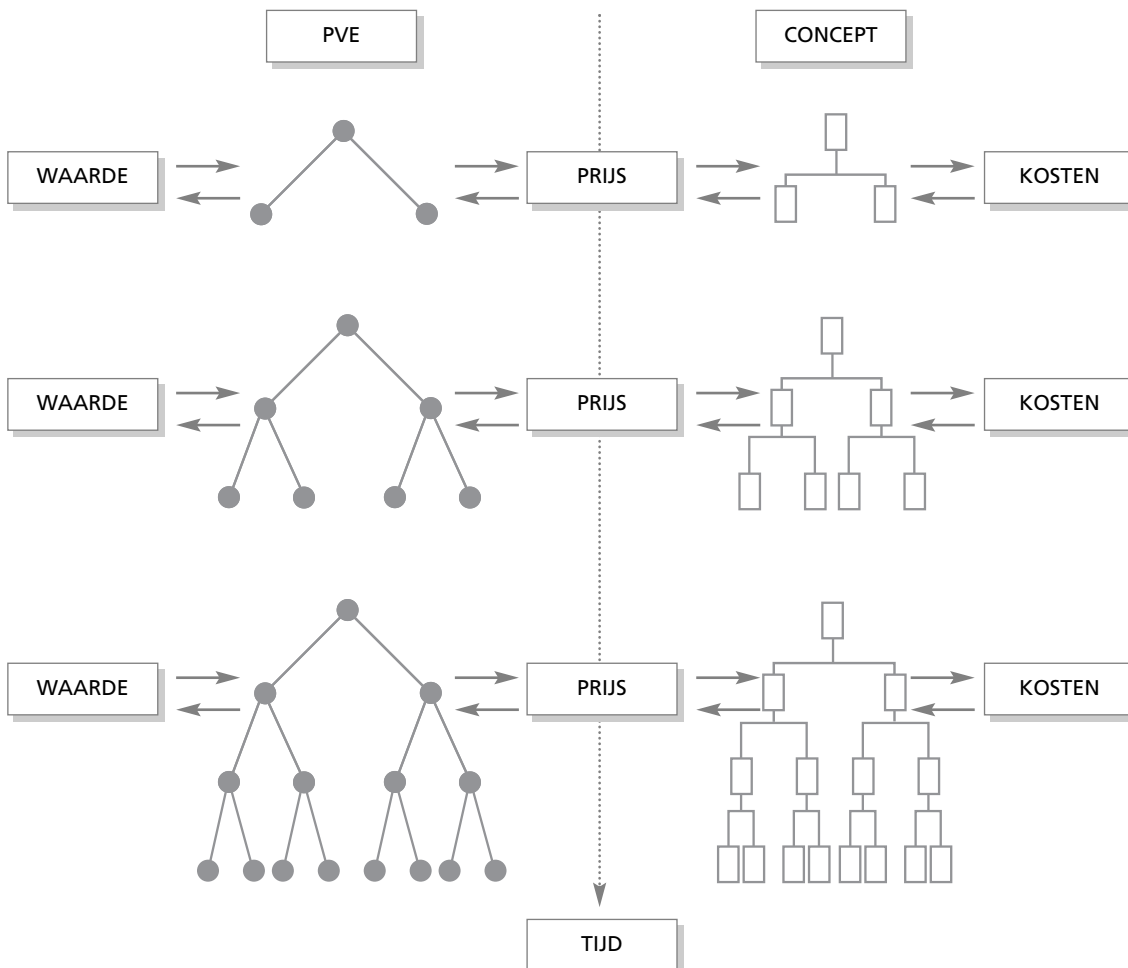 PVE
CONCEPT
WAARDE
PRIJS
KOSTEN
WAARDE
PRIJS
KOSTEN
WAARDE
PRIJS
KOSTEN
TIJD